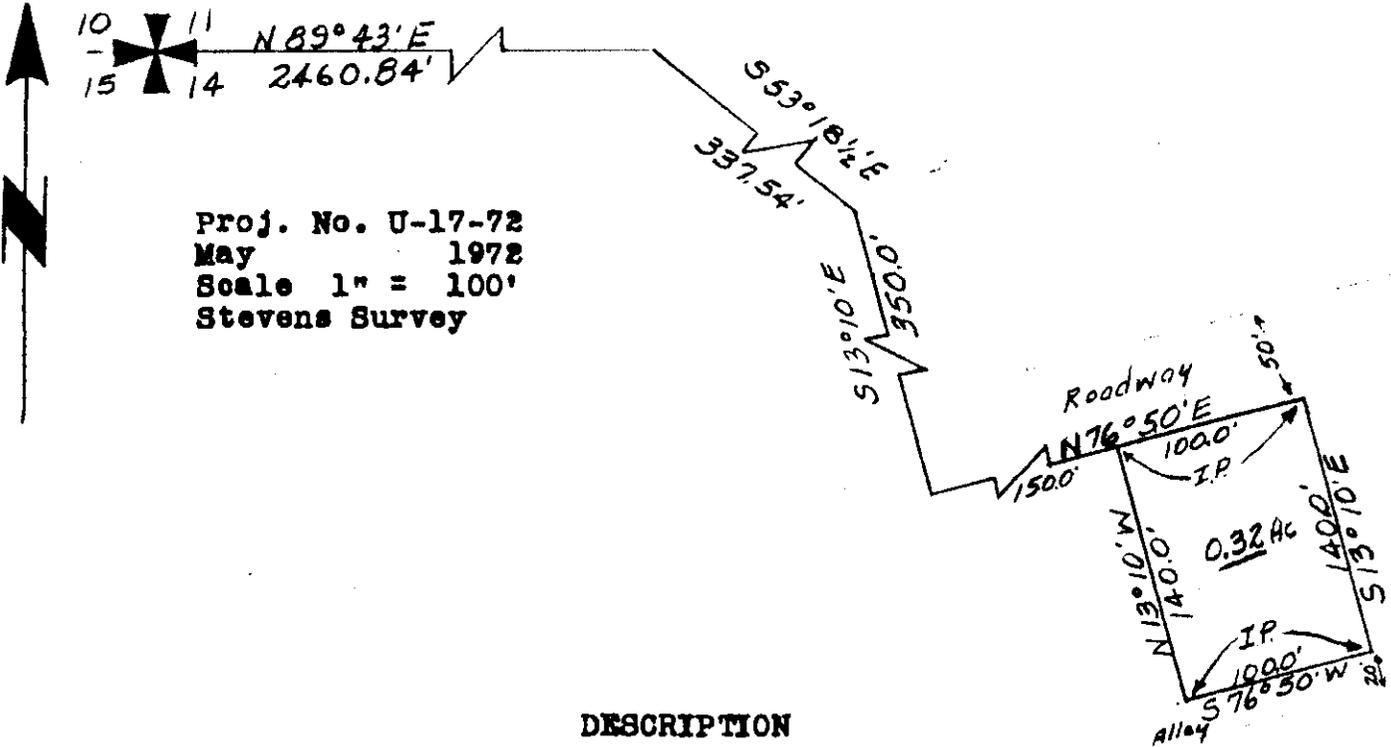 10 11
15 14
N 89° 43' E
2460.84'
S 53° 18½' E
337.54'
Proj. No. U-17-72
May 1972
Scale 1" = 100'
Stevens Survey
S 13° 10' E
350.0'
50'
Roadway
N 76° 50' E
150.0'
100.0'
I.P.
N 13° 10' W
140.0'
0.32 Ac
140.0'
S 13° 10' E
I.P.
100.0'
S 76° 50' W
20'
Alley
DESCRIPTION
N